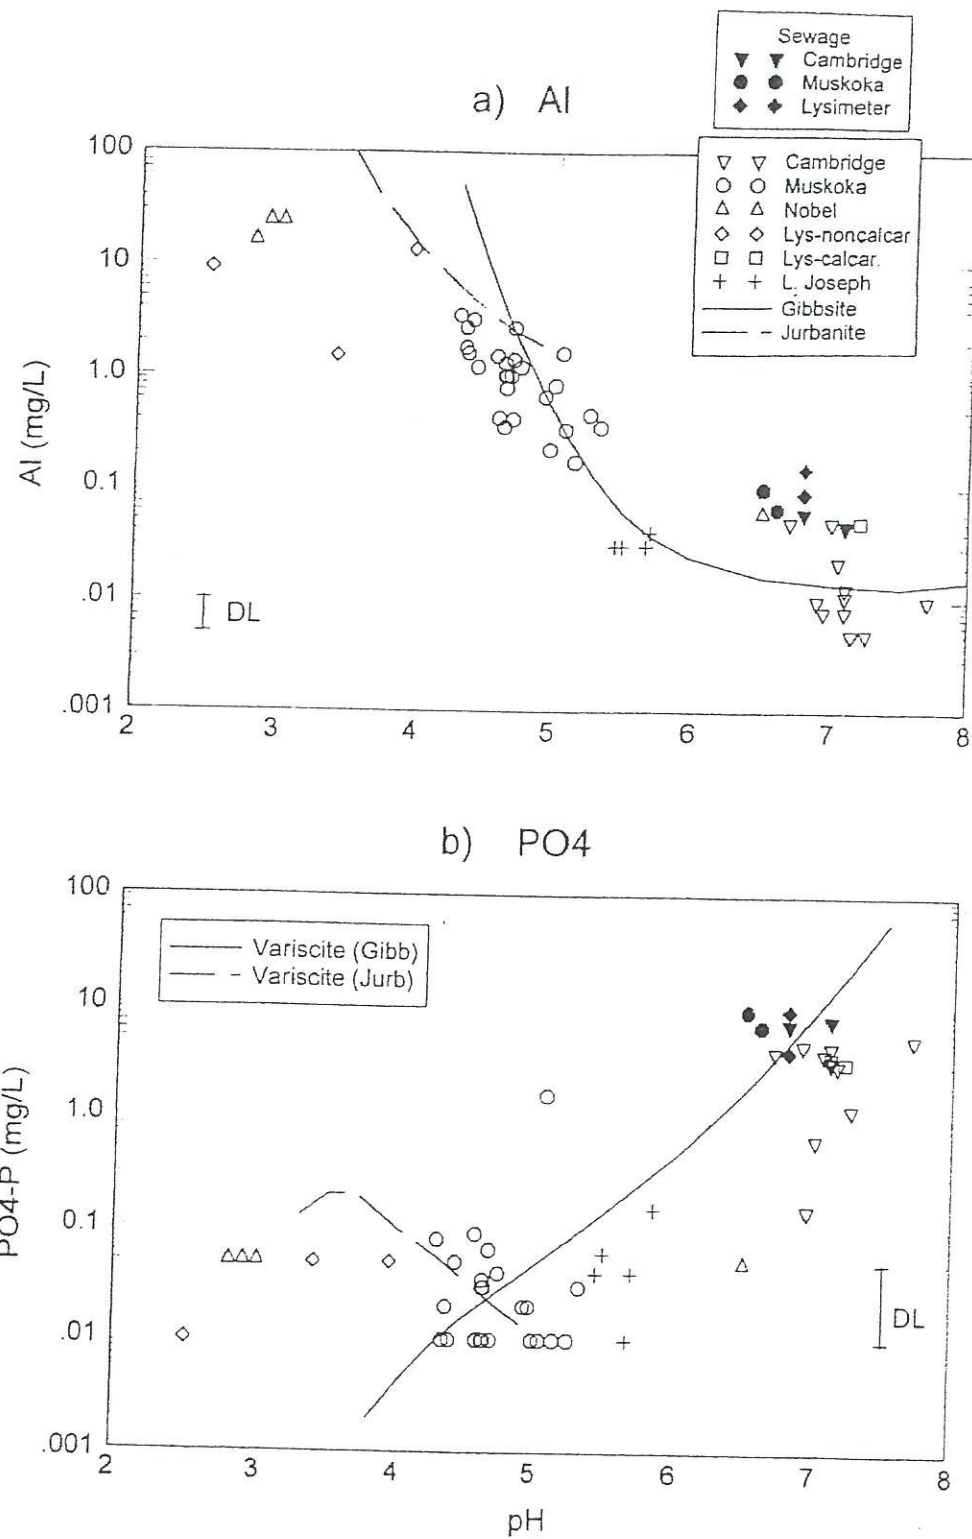 Sewage
Cambridge
Muskoka
Lysimeter
a) Al
Cambridge
Muskoka
Nobel
Lys-noncalcar
Lys-calcar.
L. Joseph
Gibbsite
Jurbanite
100
10
1.0
0.1
.01
.001
Al (mg/L)
DL
2 3 4 5 6 7 8
b) PO4
Variscite (Gibb)
Variscite (Jurb)
100
10
1.0
0.1
.01
.001
PO4-P (mg/L)
DL
2 3 4 5 6 7 8
pH